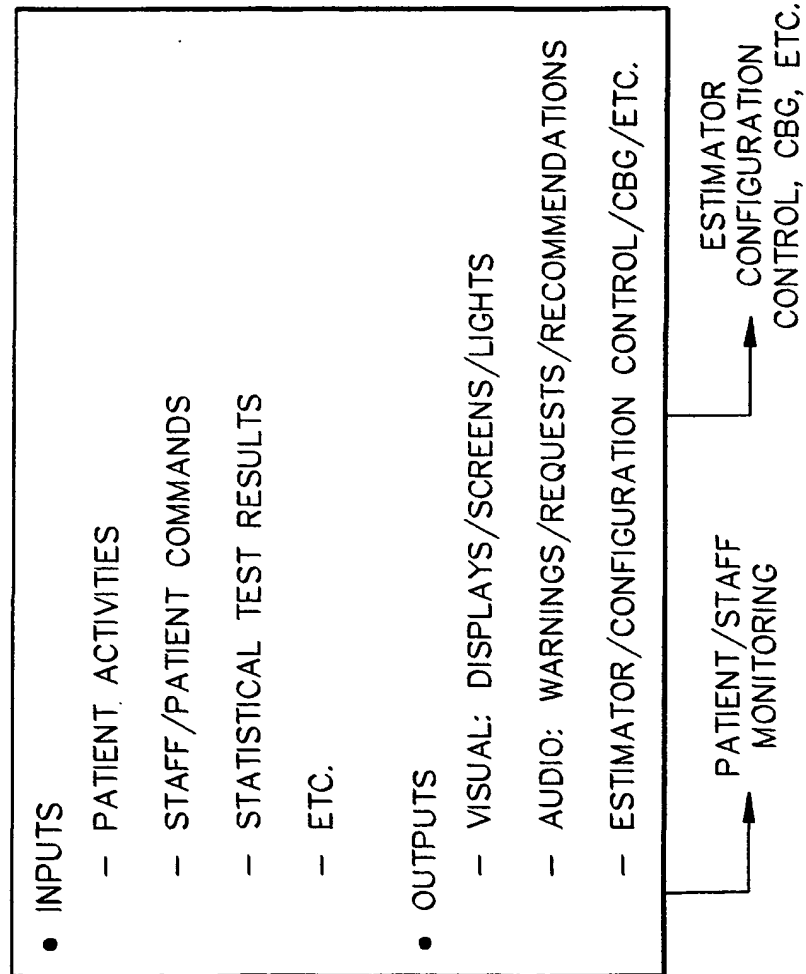 • INPUTS
– PATIENT ACTIVITIES
– STAFF/PATIENT COMMANDS
– STATISTICAL TEST RESULTS
– ETC.
• OUTPUTS
– VISUAL: DISPLAYS/SCREENS/LIGHTS
– AUDIO: WARNINGS/REQUESTS/RECOMMENDATIONS
– ESTIMATOR/CONFIGURATION CONTROL/CBG/ETC.
PATIENT/STAFF
MONITORING
ESTIMATOR
CONFIGURATION
CONTROL, CBG, ETC.